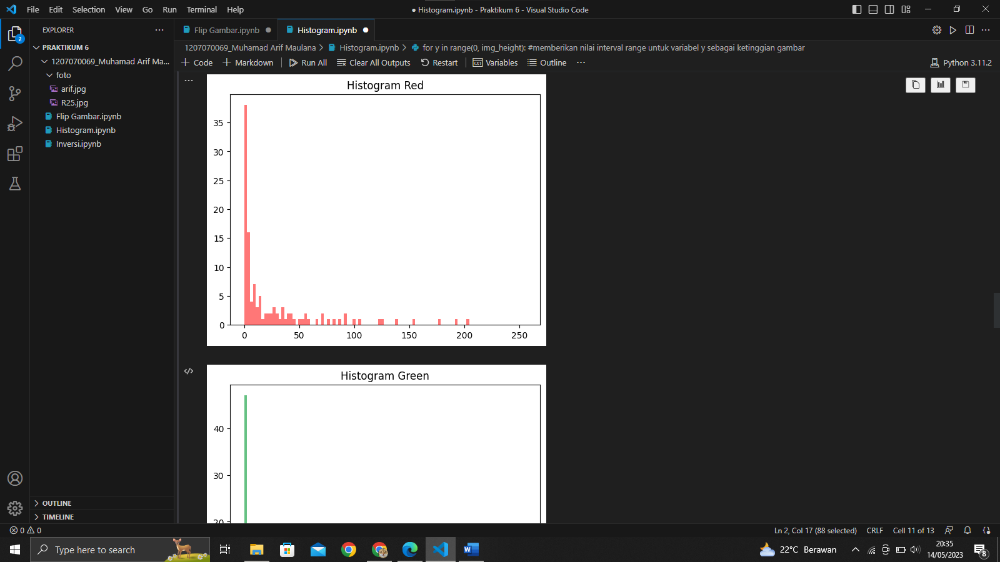 File Edit Selection View Go Run Terminal Help
● Histogram.ipynb - Praktikum 6 - Visual Studio Code
EXPLORER
2
PRAKTIKUM 6
1207070069_Muhamad Arif Ma...
foto
arif.jpg
R25.jpg
Flip Gambar.ipynb
Histogram.ipynb
Inversi.ipynb
OUTLINE
TIMELINE
Flip Gambar.ipynb Histogram.ipynb
1207070069_Muhamad Arif Maulana > Histogram.ipynb > for y in range(0, img_height): #memberikan nilai interval range untuk variabel y sebagai ketinggian gambar
+ Code + Markdown Run All Clear All Outputs Restart Variables Outline ...
Python 3.11.2
Histogram Red
35
30
25
20
15
10
5
0
0 50 100 150 200 250
Histogram Green
40
30
20
0 0
Ln 2, Col 17 (88 selected) CRLF Cell 11 of 13
Type here to search
22°C Berawan
20:35
14/05/2023
8